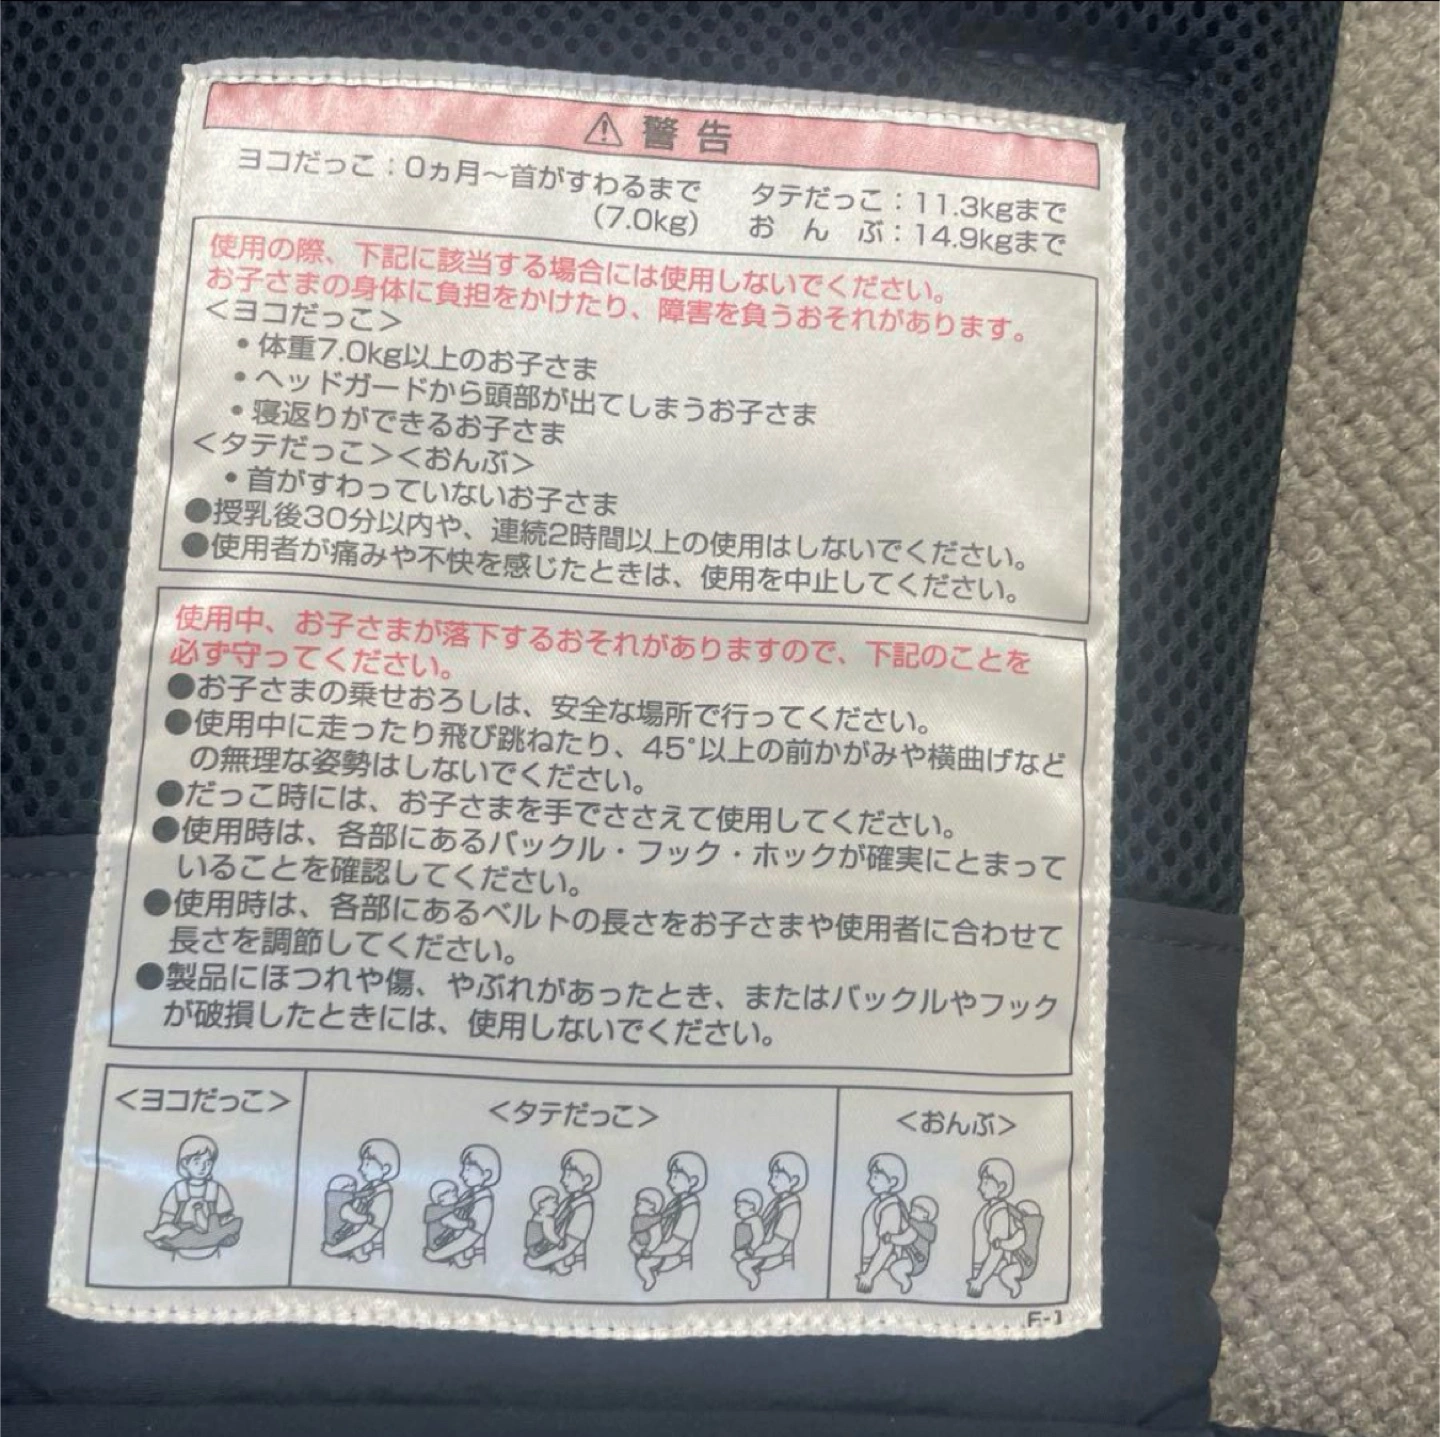 ⚠ 警告
ヨコだっこ：0ヵ月〜首がすわるまで
（7.0kg）
タテだっこ：11.3kgまで
おんぶ：14.9kgまで
使用の際、下記に該当する場合には使用しないでください。
お子さまの身体に負担をかけたり、障害を負うおそれがあります。
＜ヨコだっこ＞
・体重7.0kg以上のお子さま
・ヘッドガードから頭部が出てしまうお子さま
・寝返りができるお子さま
＜タテだっこ＞＜おんぶ＞
・首がすわっていないお子さま
●授乳後30分以内や、連続2時間以上の使用はしないでください。
●使用者が痛みや不快を感じたときは、使用を中止してください。
使用中、お子さまが落下するおそれがありますので、下記のことを
必ず守ってください。
●お子さまの乗せおろしは、安全な場所で行ってください。
●使用中に走ったり飛び跳ねたり、45°以上の前かがみや横曲げなど
の無理な姿勢はしないでください。
●だっこ時には、お子さまを手でささえて使用してください。
●使用時は、各部にあるバックル・フック・ホックが確実にとまって
いることを確認してください。
●使用時は、各部にあるベルトの長さをお子さまや使用者に合わせて
長さを調節してください。
●製品にほつれや傷、やぶれがあったとき、またはバックルやフック
が破損したときには、使用しないでください。
＜ヨコだっこ＞
＜タテだっこ＞
＜おんぶ＞
F-1